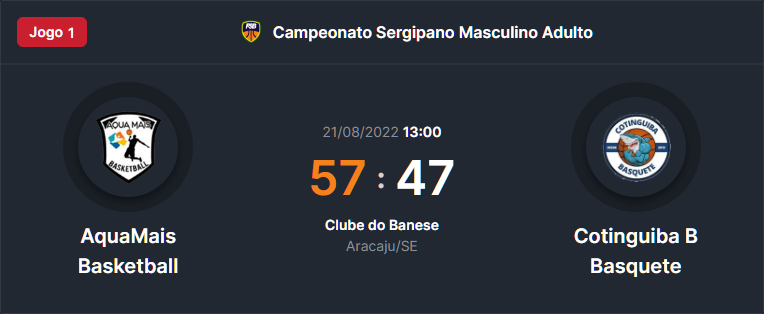 Jogo 1
FSB
Campeonato Sergipano Masculino Adulto
AQUA MAIS
BASKETBALL
21/08/2022 13:00
57 : 47
Clube do Banese
Aracaju/SE
COTINGUIBA
BASQUETE
AquaMais
Basketball
Cotinguiba B
Basquete